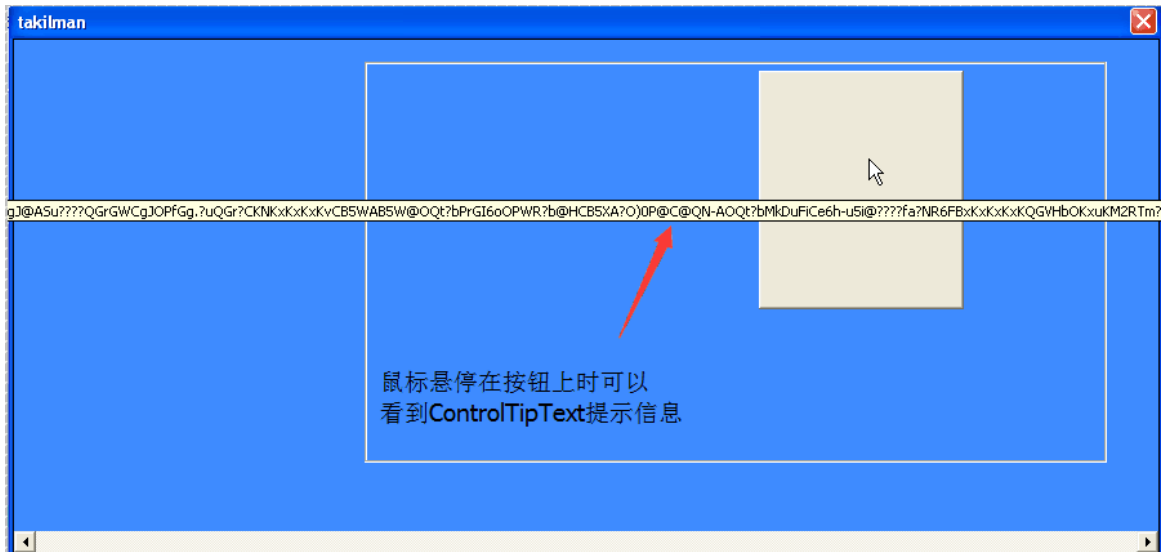 takilman
gJ@ASu????QGrGWCgJOPfGg,?uQGr?CKNKxKxKxKvCB5WAB5W@OQt?bPrGI6oOPWR?b@HCB5XA?O)0P@C@QN-AOQt?bMkDuFiCe6h-u5i@????fa?NR6FBxKxKxKxKQGVHbOKxuKM2RTm?
鼠标悬停在按钮上时可以
看到ControlTipText提示信息